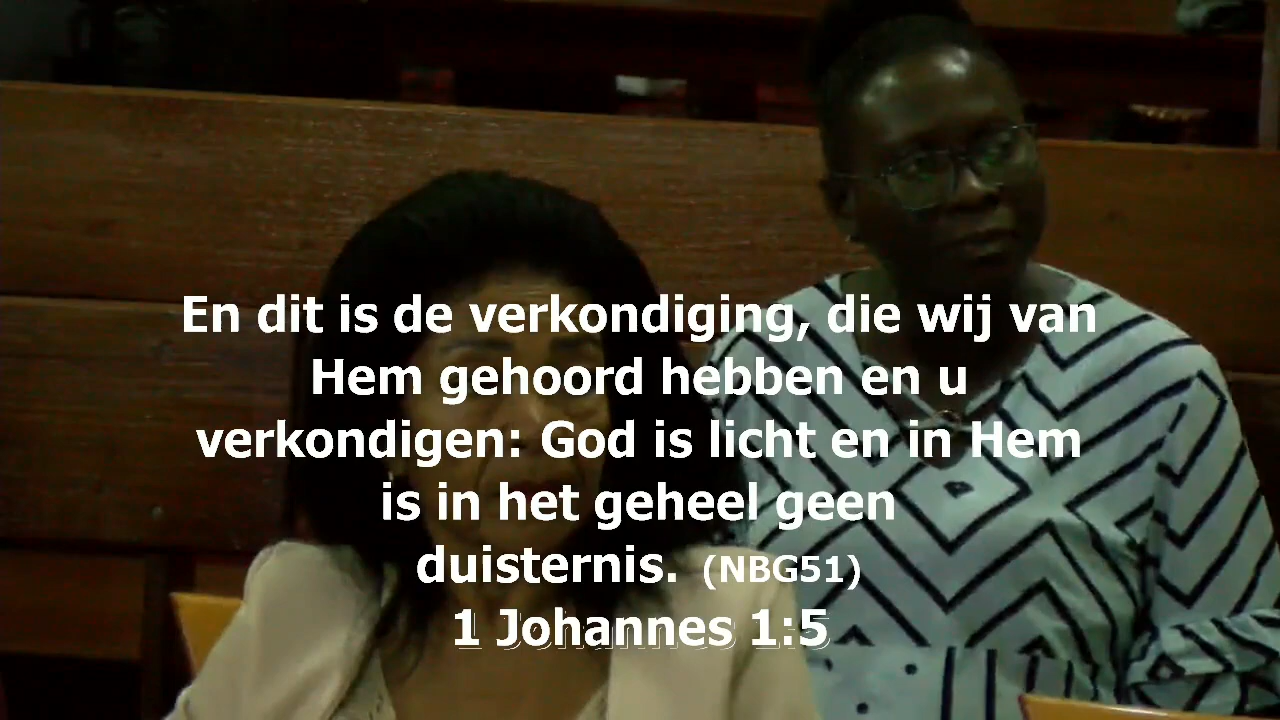 En dit is de verkondiging, die wij van
Hem gehoord hebben en u
verkondigen: God is licht en in Hem
is in het geheel geen
duisternis. (NBG51)
1 Johannes 1:5